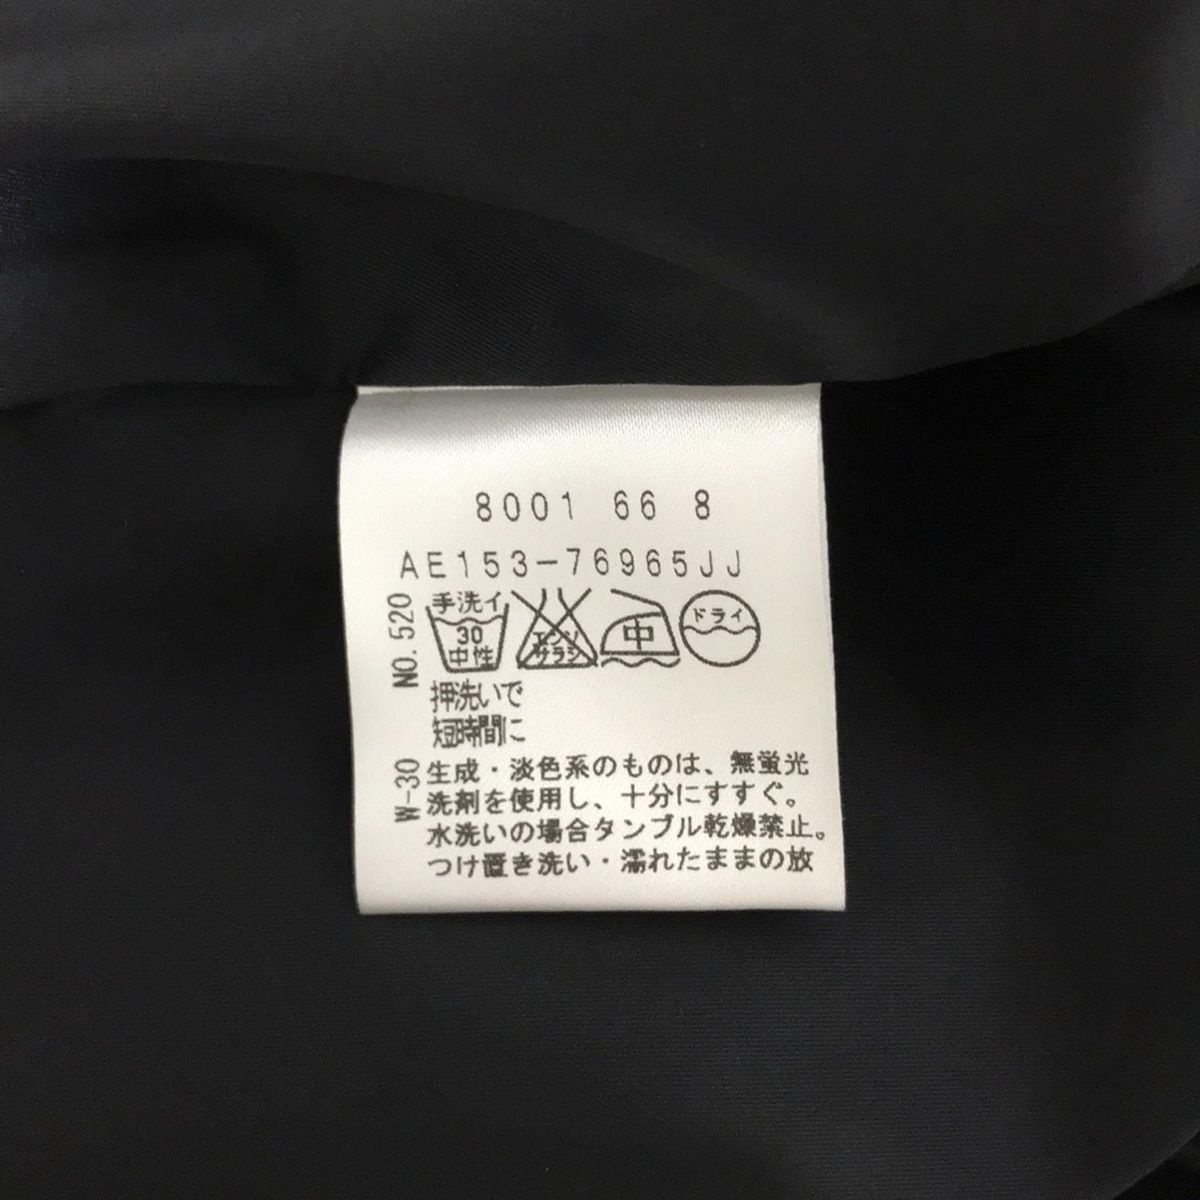 8001 66 8
AE153-76965JJ
NO.520
手洗イ
30
中性
エンソ
サラシ
中
ドライ
押洗いで
短時間に
W-30
生成・淡色系のものは、無蛍光
洗剤を使用し、十分にすすぐ。
水洗いの場合タンブル乾燥禁止。
つけ置き洗い・濡れたままの放